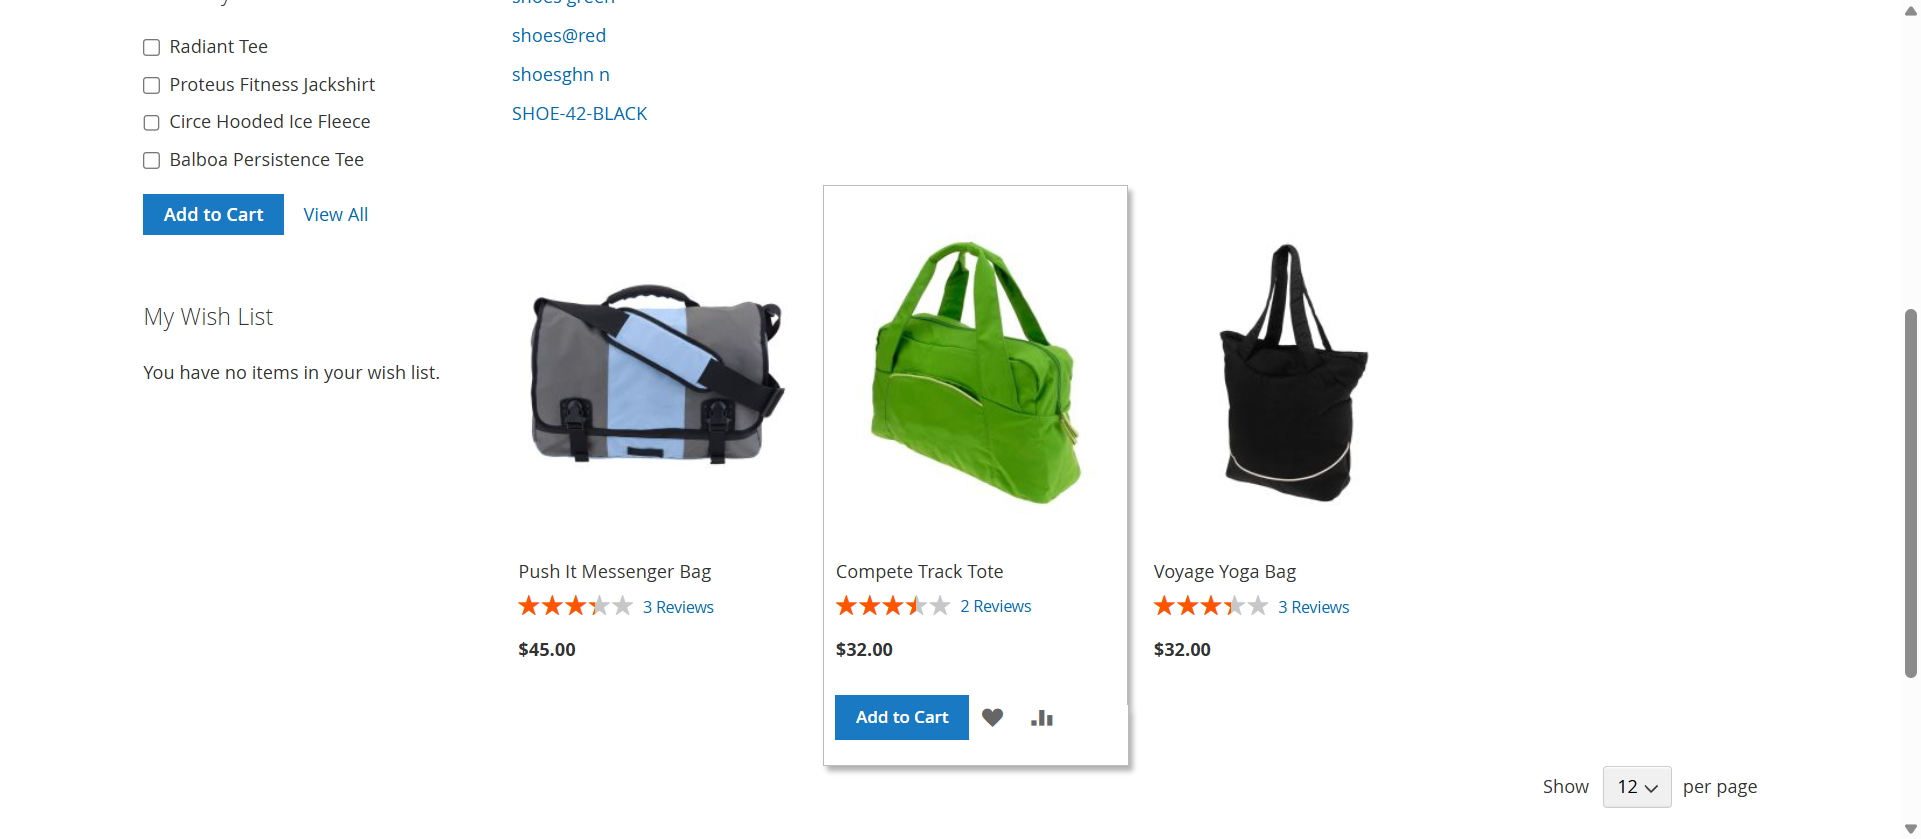 shoes green
shoes@red
shoesghn n
SHOE-42-BLACK
Radiant Tee
Proteus Fitness Jackshirt
Circe Hooded Ice Fleece
Balboa Persistence Tee
Add to Cart
View All
My Wish List
You have no items in your wish list.
Push It Messenger Bag
3 Reviews
$45.00
Compete Track Tote
2 Reviews
$32.00
Add to Cart
Voyage Yoga Bag
3 Reviews
$32.00
Show 12 per page